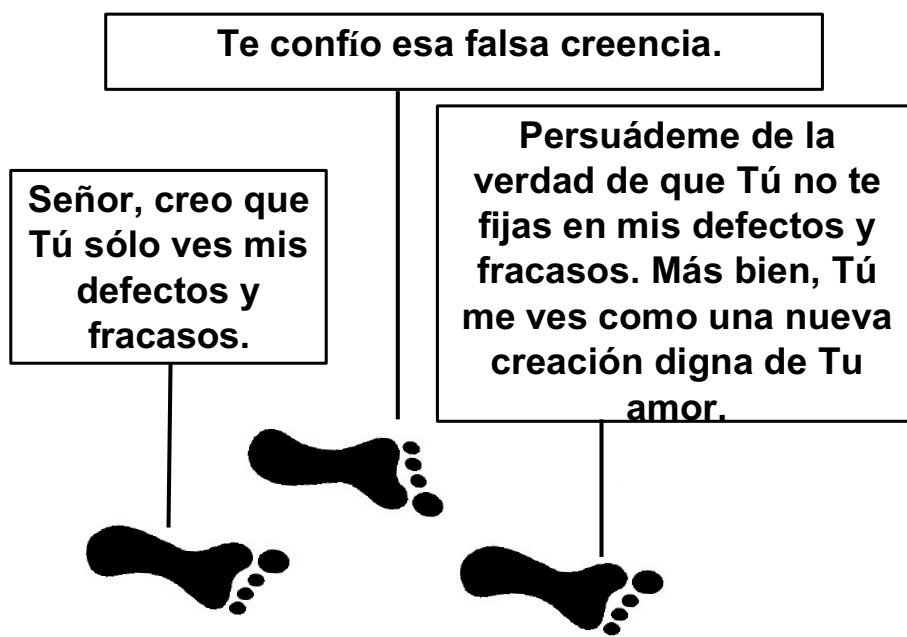 Te confío esa falsa creencia.
Señor, creo que
Tú sólo ves mis
defectos y
fracasos.
Persuádeme de la
verdad de que Tú no te
fijas en mis defectos y
fracasos. Más bien, Tú
me ves como una nueva
creación digna de Tu
amor.